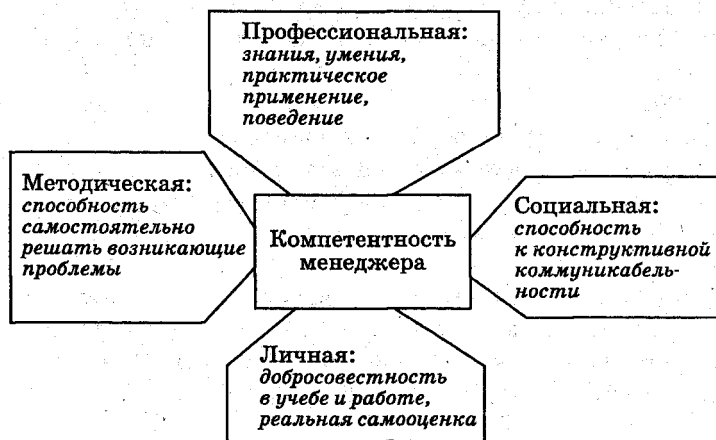 Профессиональная:
знания, умения,
практическое
применение,
поведение
Методическая:
способность
самостоятельно
решать возникающие
проблемы
Компетентность
менеджера
Социальная:
способность
к конструктивной
коммуникабель-
ности
Личная:
добросовестность
в учебе и работе,
реальная самооценка